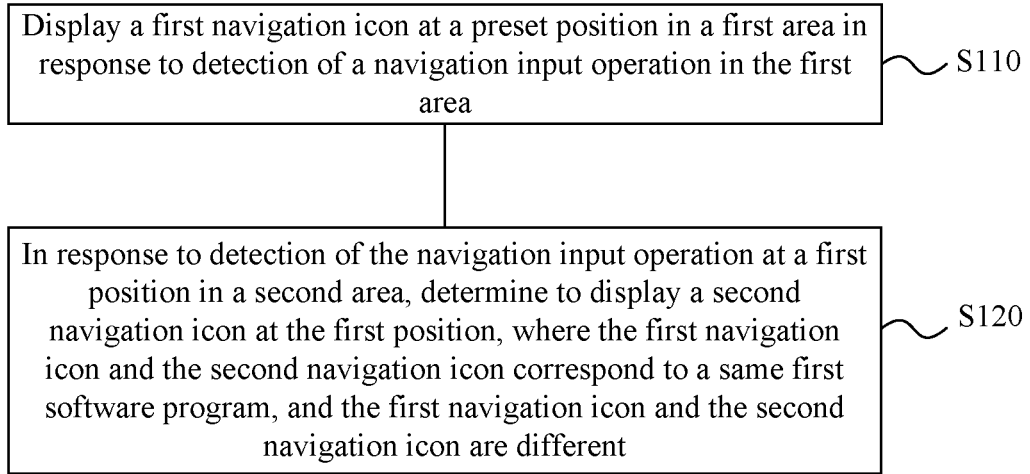 Display a first navigation icon at a preset position in a first area in
response to detection of a navigation input operation in the first
area
S110
In response to detection of the navigation input operation at a first
position in a second area, determine to display a second
navigation icon at the first position, where the first navigation
icon and the second navigation icon correspond to a same first
software program, and the first navigation icon and the second
navigation icon are different
S120